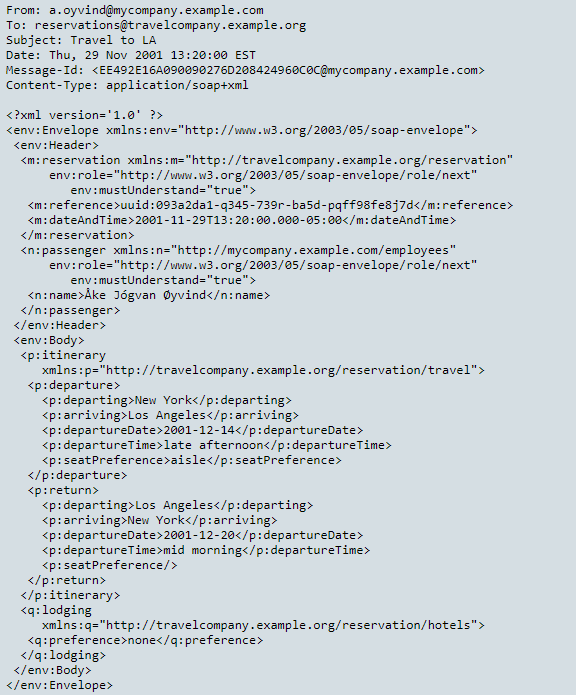 From: a.oyvind@mycompany.example.com
To: reservations@travelcompany.example.org
Subject: Travel to LA
Date: Thu, 29 Nov 2001 13:20:00 EST
Message-Id: <EE492E16A090090276D208424960C0C@mycompany.example.com>
Content-Type: application/soap+xml

<?xml version='1.0' ?>
<env:Envelope xmlns:env="http://www.w3.org/2003/05/soap-envelope">
 <env:Header>
  <m:reservation xmlns:m="http://travelcompany.example.org/reservation"
      env:role="http://www.w3.org/2003/05/soap-envelope/role/next"
         env:mustUnderstand="true">
   <m:reference>uuid:093a2da1-q345-739r-ba5d-pqff98fe8j7d</m:reference>
   <m:dateAndTime>2001-11-29T13:20:00.000-05:00</m:dateAndTime>
  </m:reservation>
  <n:passenger xmlns:n="http://mycompany.example.com/employees"
      env:role="http://www.w3.org/2003/05/soap-envelope/role/next"
         env:mustUnderstand="true">
   <n:name>Åke Jógvan Øyvind</n:name>
  </n:passenger>
 </env:Header>
 <env:Body>
  <p:itinerary
     xmlns:p="http://travelcompany.example.org/reservation/travel">
   <p:departure>
     <p:departing>New York</p:departing>
     <p:arriving>Los Angeles</p:arriving>
     <p:departureDate>2001-12-14</p:departureDate>
     <p:departureTime>late afternoon</p:departureTime>
     <p:seatPreference>aisle</p:seatPreference>
   </p:departure>
   <p:return>
     <p:departing>Los Angeles</p:departing>
     <p:arriving>New York</p:arriving>
     <p:departureDate>2001-12-20</p:departureDate>
     <p:departureTime>mid morning</p:departureTime>
     <p:seatPreference/>
   </p:return>
  </p:itinerary>
  <q:lodging
     xmlns:q="http://travelcompany.example.org/reservation/hotels">
   <q:preference>none</q:preference>
  </q:lodging>
 </env:Body>
</env:Envelope>